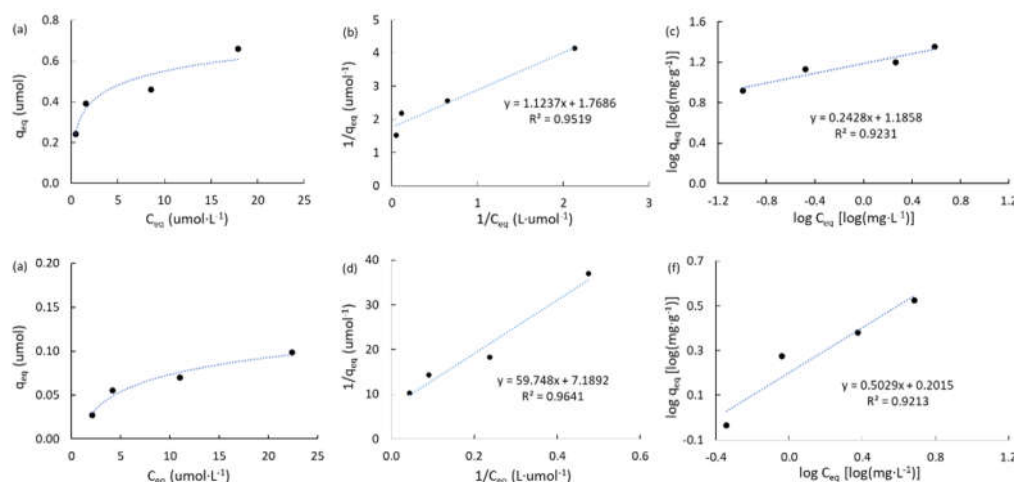 (a)
0.8
0.6
0.4
0.2
0.0
q_eq (umol)
0 5 10 15 20 25
C_eq (umol·L⁻¹)
(b)
5
4
3
2
1
0
1/q_eq (umol⁻¹)
y = 1.1237x + 1.7686
R² = 0.9519
0 1 2 3
1/C_eq (L·umol⁻¹)
(c)
1.8
1.4
1.0
0.6
log q_eq [log(mg·g⁻¹)]
y = 0.2428x + 1.1858
R² = 0.9231
-1.2 -0.8 -0.4 0.0 0.4 0.8 1.2
log C_eq [log(mg·L⁻¹)]
(a)
0.20
0.15
0.10
0.05
0.00
q_eq (umol)
0 5 10 15 20 25
C_eq (umol·L⁻¹)
(d)
40
30
20
10
0
1/q_eq (umol⁻¹)
y = 59.748x + 7.1892
R² = 0.9641
0.0 0.2 0.4 0.6
1/C_eq (L·umol⁻¹)
(f)
0.7
0.3
-0.1
log q_eq [log(mg·g⁻¹)]
y = 0.5029x + 0.2015
R² = 0.9213
-0.4 0.0 0.4 0.8 1.2
log C_eq [log(mg·L⁻¹)]